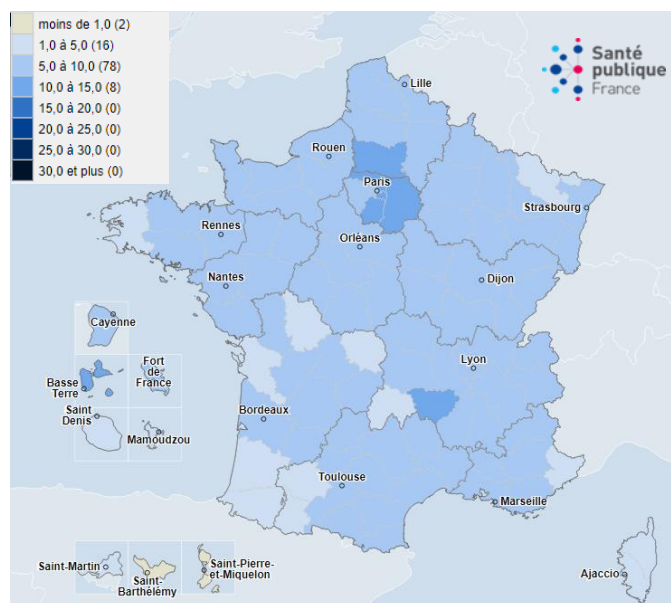 moins de 1,0 (2)
1,0 à 5,0 (16)
5,0 à 10,0 (78)
10,0 à 15,0 (8)
15,0 à 20,0 (0)
20,0 à 25,0 (0)
25,0 à 30,0 (0)
30,0 et plus (0)
Santé
publique
France
Lille
Rouen
Paris
Strasbourg
Rennes
Orléans
Nantes
Dijon
Cayenne
Basse
Terre
Fort
de
France
Lyon
Saint
Denis
Mamoudzou
Bordeaux
Toulouse
Marseille
Saint-Martin
Saint-
Barthélémy
Saint-Pierre
et-Miquelon
Ajaccio